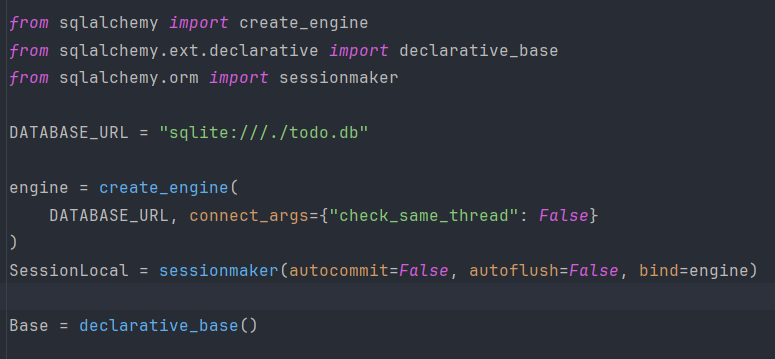 from sqlalchemy import create_engine
from sqlalchemy.ext.declarative import declarative_base
from sqlalchemy.orm import sessionmaker

DATABASE_URL = "sqlite:///./todo.db"

engine = create_engine(
    DATABASE_URL, connect_args={"check_same_thread": False}
)
SessionLocal = sessionmaker(autocommit=False, autoflush=False, bind=engine)

Base = declarative_base()